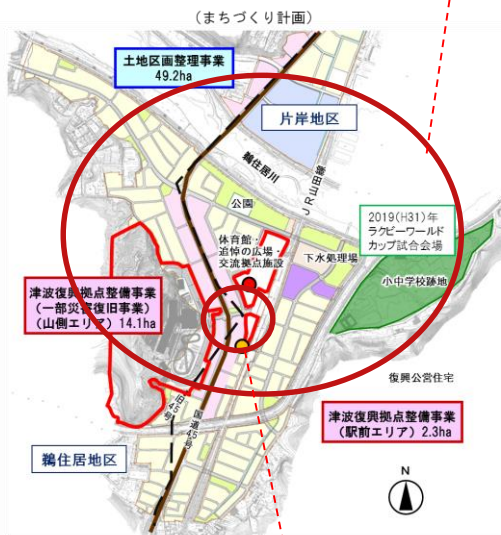 (まちづくり計画)
土地区画整理事業
49.2ha
片岸地区
鵜住居川
JR山田線
公園
2019(H31)年
ラグビーワールド
カップ試合会場
体育館・
追悼の広場・
交流拠点施設
下水処理場
小中学校跡地
津波復興拠点整備事業
(一部災害復旧事業)
(山側エリア) 14.1ha
復興公営住宅
旧45号
国道45号
津波復興拠点整備事業
(駅前エリア) 2.3ha
鵜住居地区
N